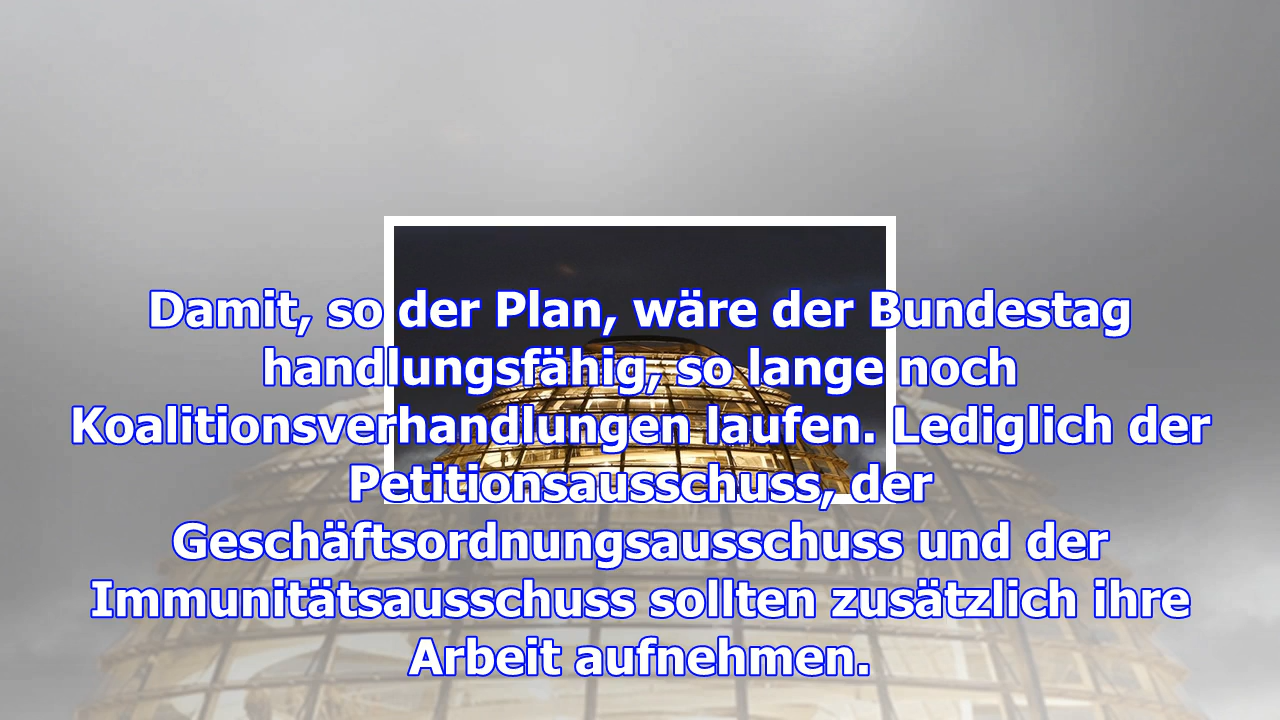 Damit, so der Plan, wäre der Bundestag
handlungsfähig, so lange noch
Koalitionsverhandlungen laufen. Lediglich der
Petitionsausschuss, der
Geschäftsordnungsausschuss und der
Immunitätsausschuss sollten zusätzlich ihre
Arbeit aufnehmen.